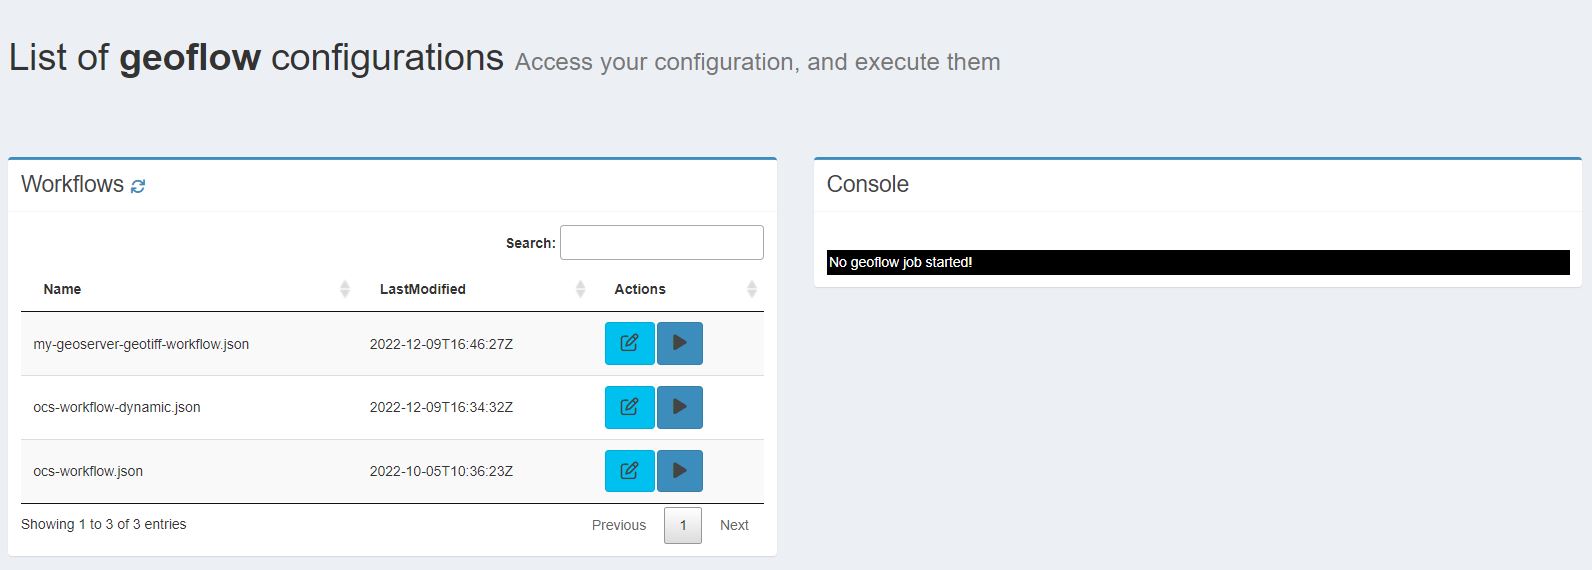 List of geoflow configurations Access your configuration, and execute them
Workflows
Search:
Name LastModified Actions
my-geoserver-geotiff-workflow.json 2022-12-09T16:46:27Z
ocs-workflow-dynamic.json 2022-12-09T16:34:32Z
ocs-workflow.json 2022-10-05T10:36:23Z
Showing 1 to 3 of 3 entries Previous 1 Next
Console
No geoflow job started!